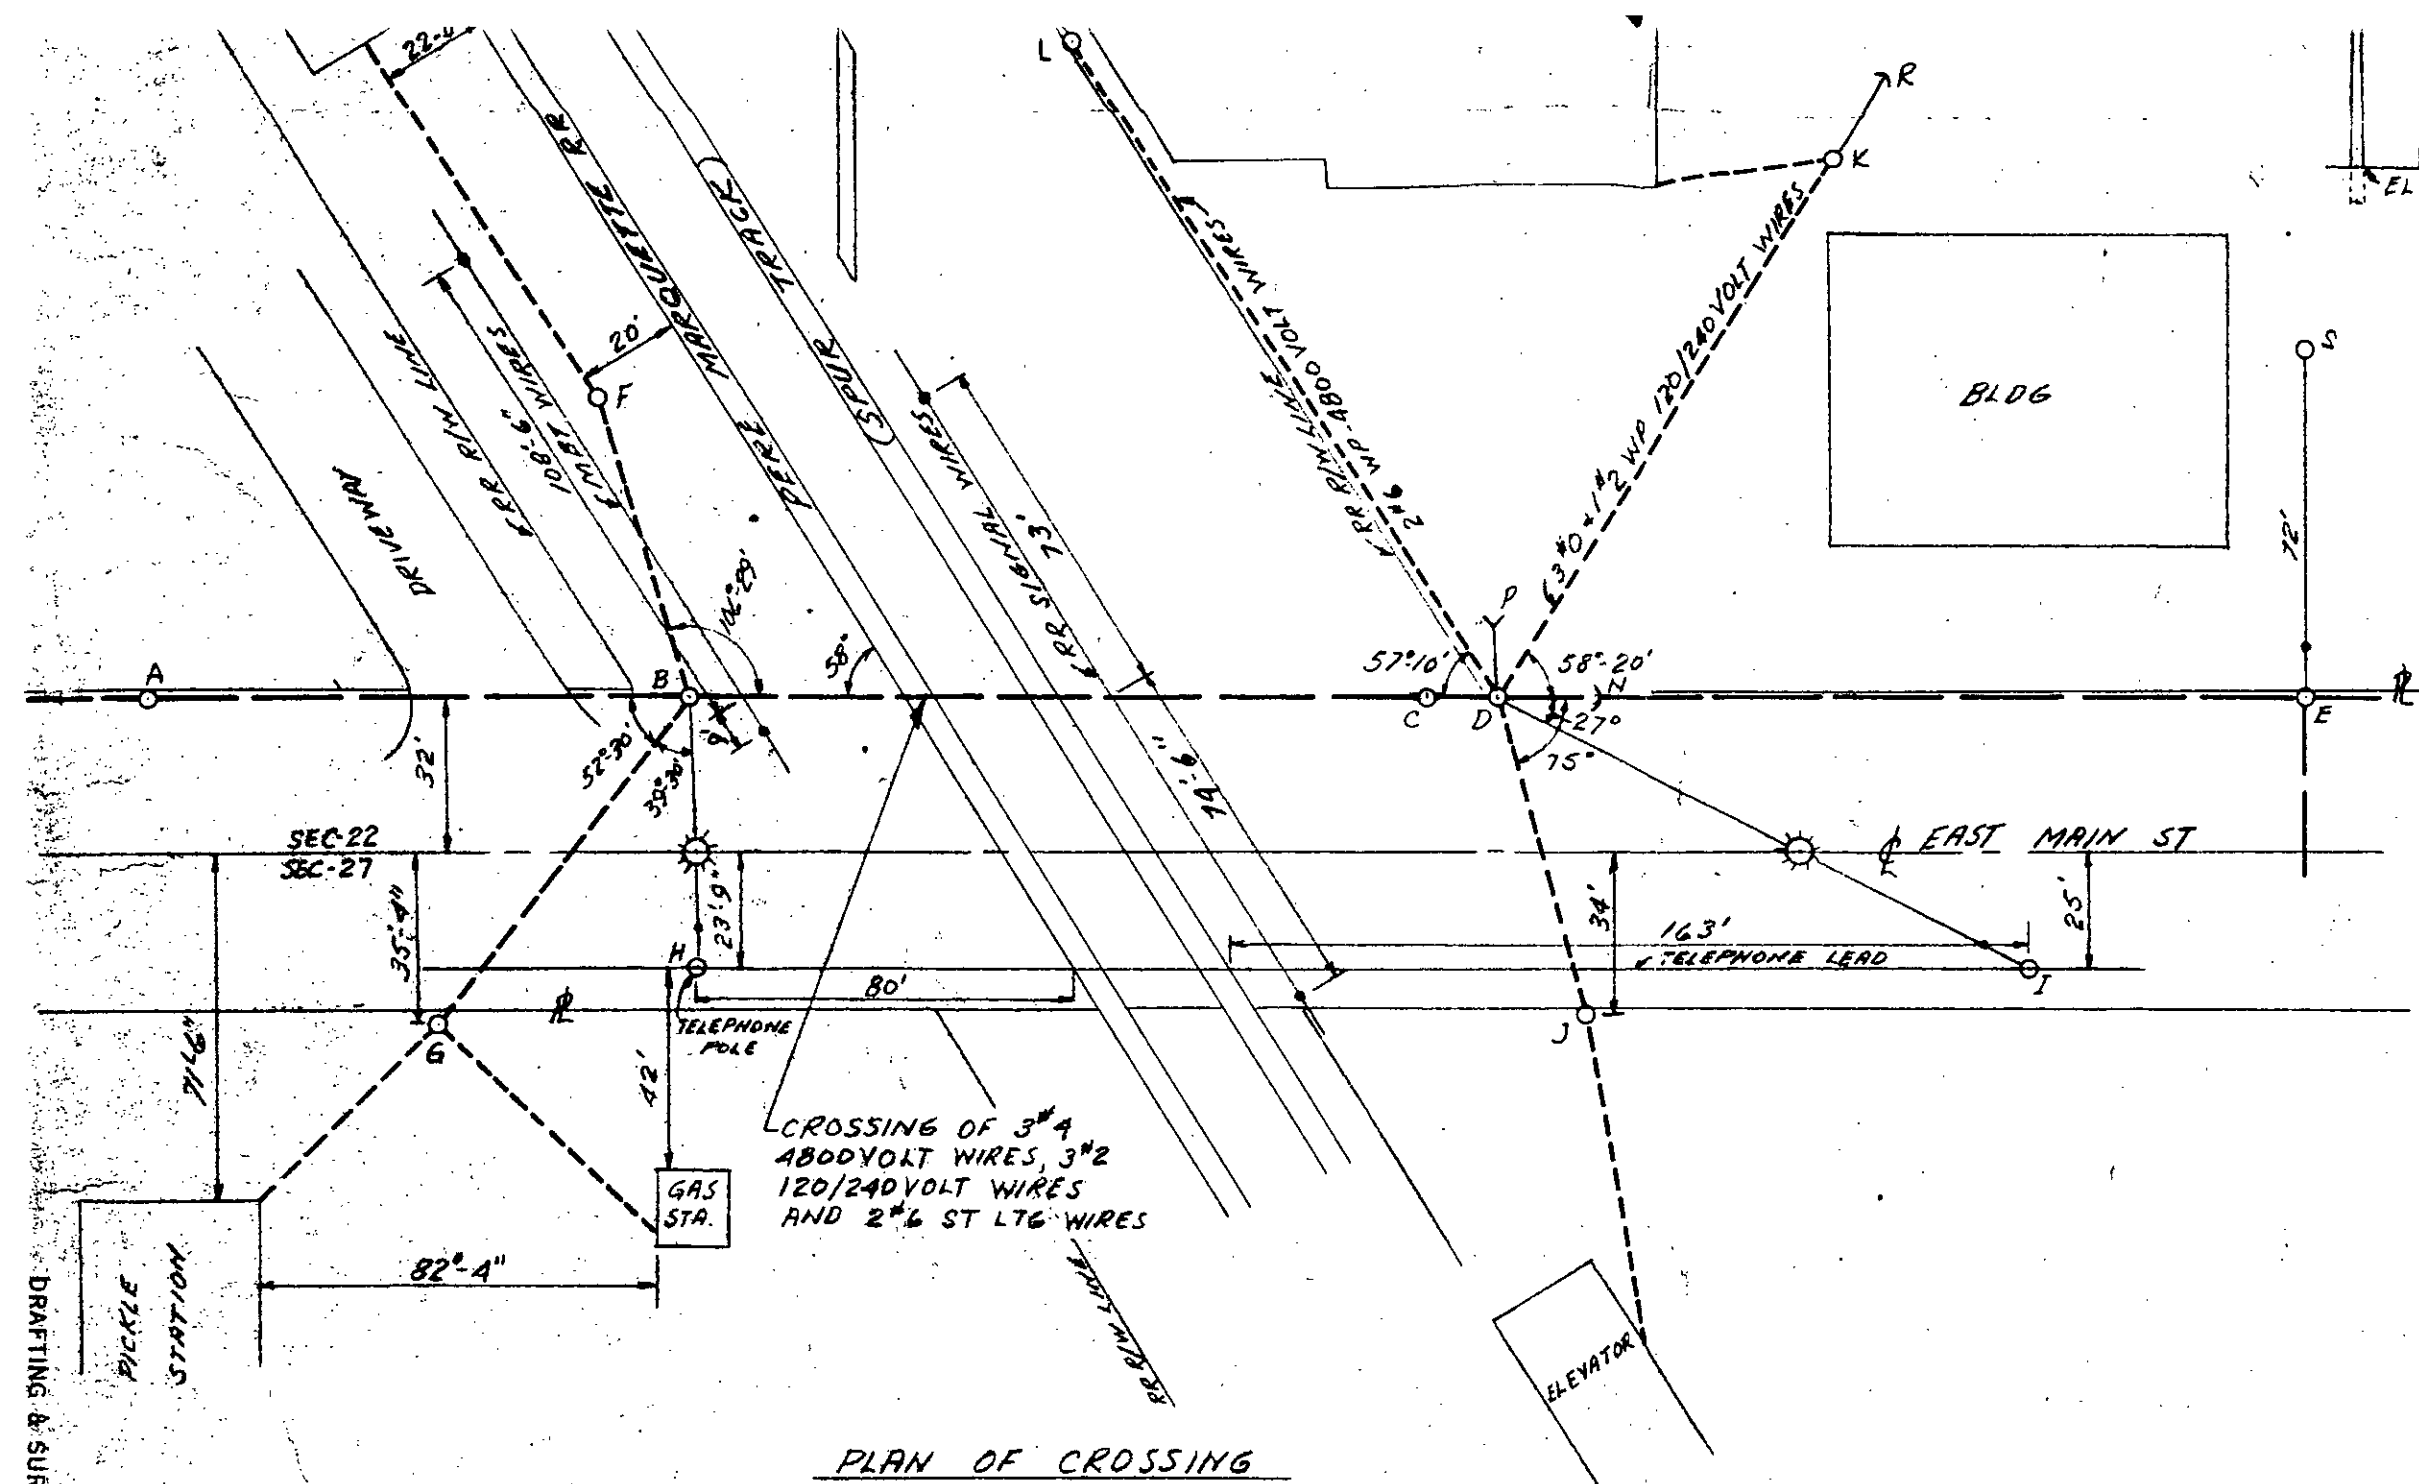 22-0
L
R
K
EL
PERE MARQUETTE RR
(SPUR TRACK)
20'
F
℄ RR R/W LINE
108'-6"
℄ MBT WIRES
DRIVEWAY
℄ RR SIGNAL WIRES
73'
℄ RR R/W LINE
2#6 WP-4800 VOLT WIRES
3#0 & 1#2 WP 120/240 VOLT WIRES
BLDG
S
72'
P
58°
57°10'
58°-20'
A
B
C
D
Z
E
℄
27°
75°
9'
52°-30'
39°-30'
32'
74'-6"
SEC-22
SEC-27
℄ EAST MAIN ST
35'-4"
23'-9"
34'
25'
163'
TELEPHONE LEAD
H
I
80'
J
G
TELEPHONE
POLE
42'
71'-6"
CROSSING OF 3#4
4800 VOLT WIRES, 3#2
120/240 VOLT WIRES
AND 2#6 ST LTG WIRES
GAS
STA.
82'-4"
PICKLE
STATION
RR R/W LINE
ELEVATOR
DRAFTING & SUR
PLAN OF CROSSING